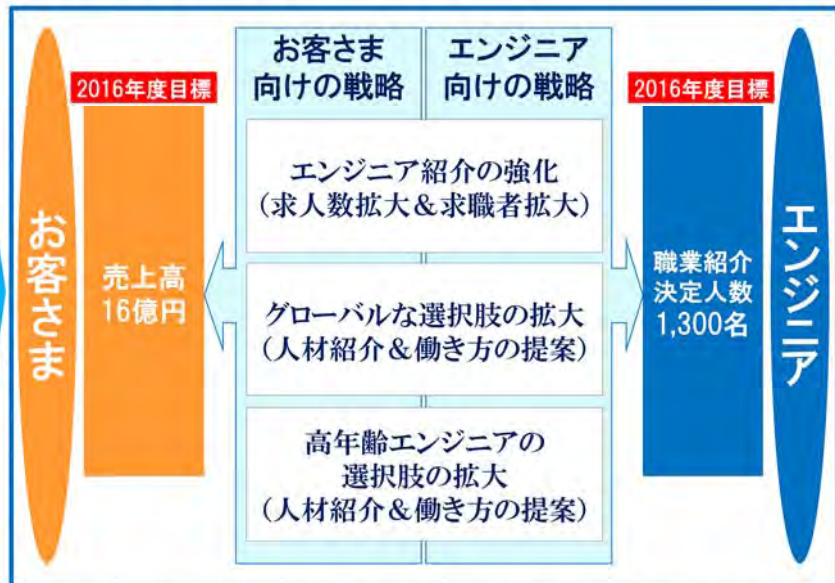 お客さま
2016年度目標
売上高
16億円
お客さま
向けの戦略
エンジニア
向けの戦略
エンジニア紹介の強化
(求人数拡大&求職者拡大)
グローバルな選択肢の拡大
(人材紹介&働き方の提案)
高年齢エンジニアの
選択肢の拡大
(人材紹介&働き方の提案)
2016年度目標
職業紹介
決定人数
1,300名
エンジニア